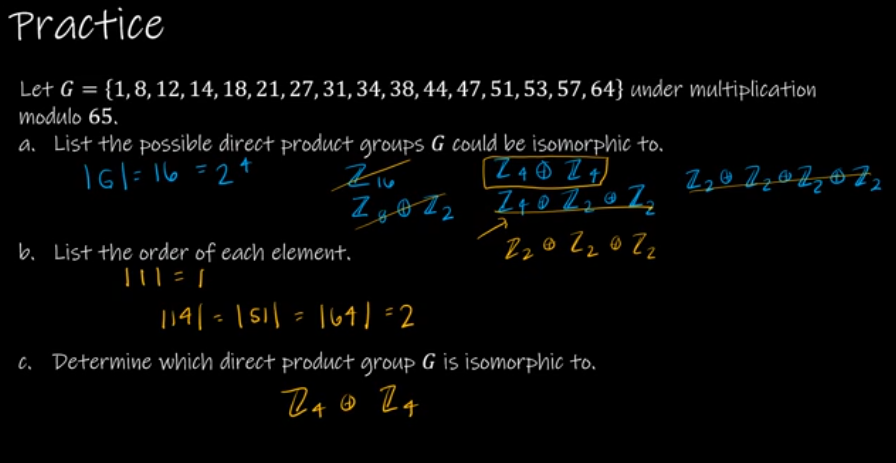 Practice
Let G = {1, 8, 12, 14, 18, 21, 27, 31, 34, 38, 44, 47, 51, 53, 57, 64} under multiplication
modulo 65.
a. List the possible direct product groups G could be isomorphic to.
|G| = 16 = 2⁴
ℤ₁₆
ℤ₈ ⊕ ℤ₂
ℤ₄ ⊕ ℤ₄
ℤ₄ ⊕ ℤ₂ ⊕ ℤ₂
ℤ₂ ⊕ ℤ₂ ⊕ ℤ₂ ⊕ ℤ₂
ℤ₂ ⊕ ℤ₂ ⊕ ℤ₂
b. List the order of each element.
|1| = 1
|14| = |51| = |64| = 2
c. Determine which direct product group G is isomorphic to.
ℤ₄ ⊕ ℤ₄